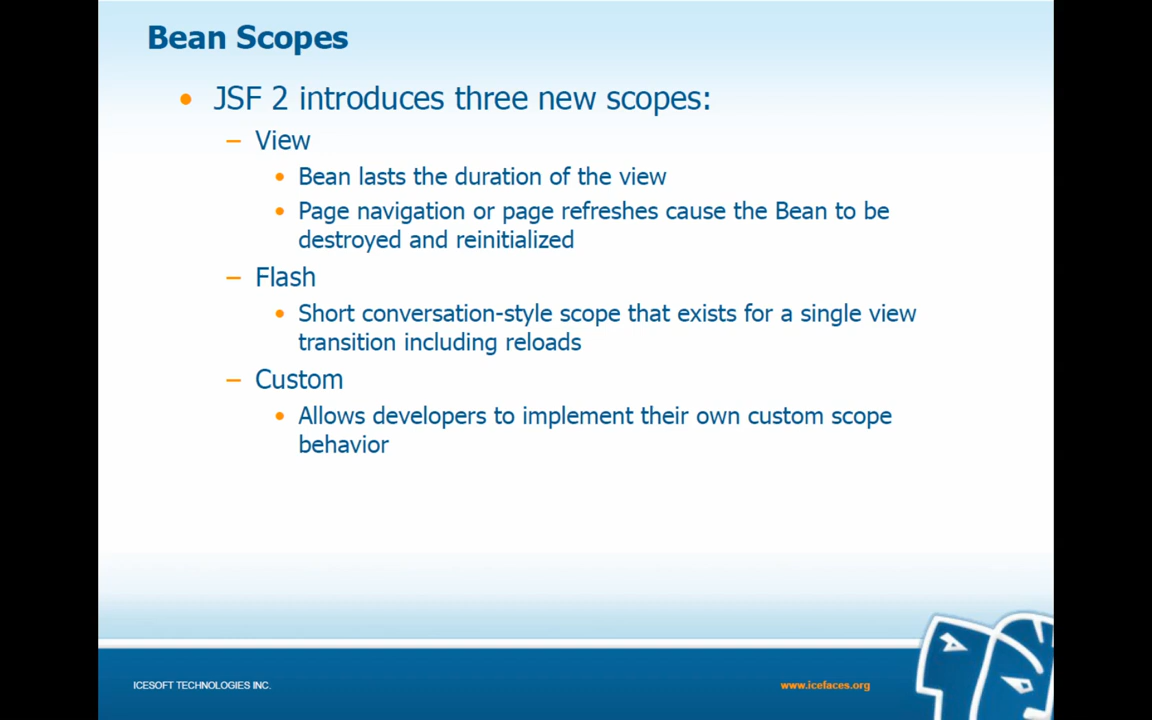 Bean Scopes
• JSF 2 introduces three new scopes:
– View
• Bean lasts the duration of the view
• Page navigation or page refreshes cause the Bean to be
destroyed and reinitialized
– Flash
• Short conversation-style scope that exists for a single view
transition including reloads
– Custom
• Allows developers to implement their own custom scope
behavior
ICESOFT TECHNOLOGIES INC.
www.icefaces.org